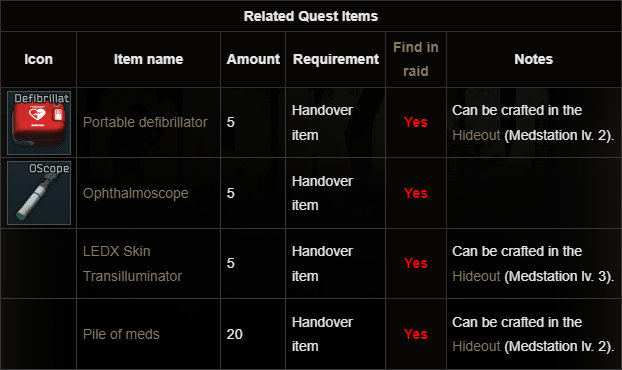 Related Quest Items
Icon
Item name
Amount
Requirement
Find in
raid
Notes
Defibrillat
Portable defibrillator
5
Handover
item
Yes
Can be crafted in the
Hideout (Medstation lv. 2).
OScope
Ophthalmoscope
5
Handover
item
Yes
LEDX Skin
Transilluminator
5
Handover
item
Yes
Can be crafted in the
Hideout (Medstation lv. 3).
Pile of meds
20
Handover
item
Yes
Can be crafted in the
Hideout (Medstation lv. 2).